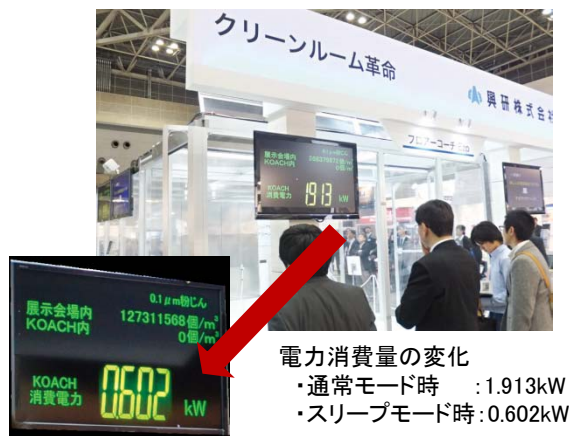 クリーンルーム革命
興研株式会社
フロアーコーチ
展示会場内
KOACH内
KOACH
消費電力
1.913 kW
0.1μm粉じん
展示会場内 127311568個/m³
KOACH内 0個/m³
KOACH
消費電力 0.602 kW
電力消費量の変化
・通常モード時 :1.913kW
・スリープモード時:0.602kW